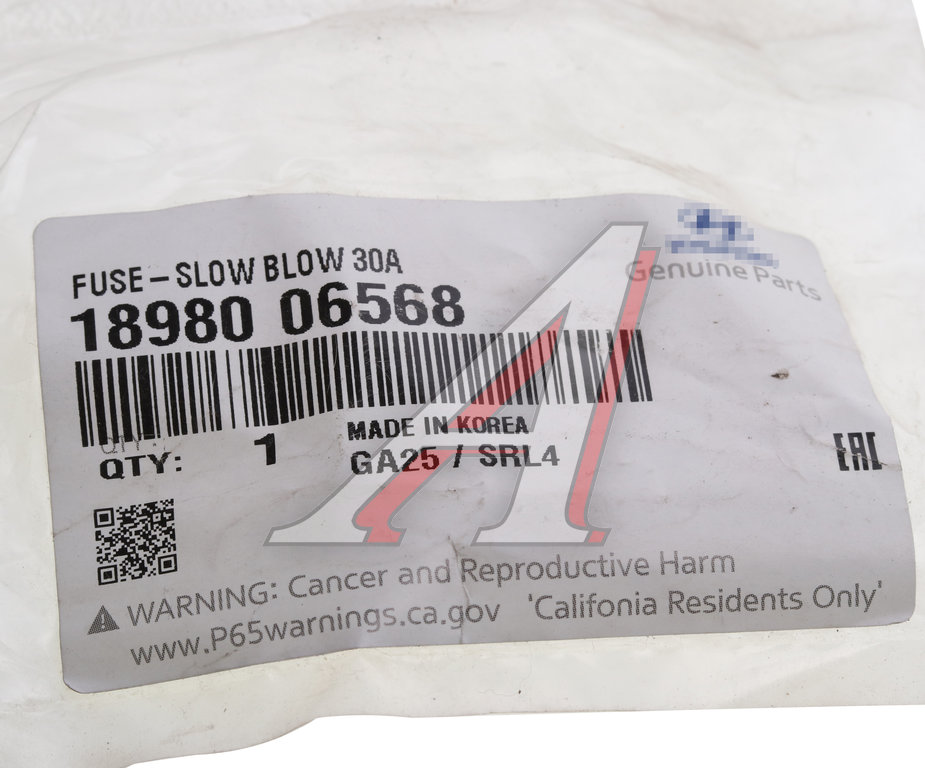 FUSE-SLOW BLOW 30A
Genuine Parts
18980 06568
QTY:
QTY: 1
MADE IN KOREA
GA25 / SRL4
EAC
WARNING: Cancer and Reproductive Harm
www.P65warnings.ca.gov 'Califonia Residents Only'